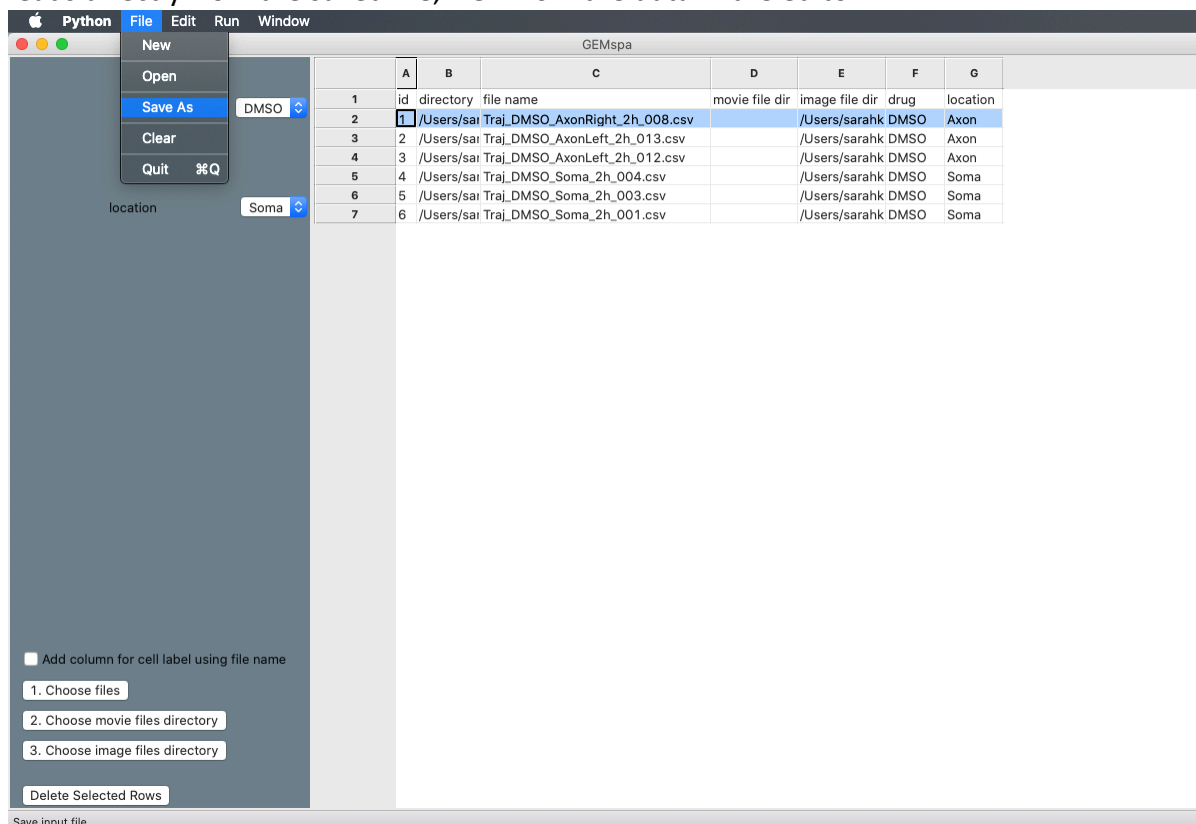 Python File Edit Run Window
GEMspa
New
Open
Save As
Clear
Quit ⌘Q
DMSO
location Soma
A B C D E F G
1 id directory file name movie file dir image file dir drug location
2 1 /Users/sar Traj_DMSO_AxonRight_2h_008.csv /Users/sarahk DMSO Axon
3 2 /Users/sar Traj_DMSO_AxonLeft_2h_013.csv /Users/sarahk DMSO Axon
4 3 /Users/sar Traj_DMSO_AxonLeft_2h_012.csv /Users/sarahk DMSO Axon
5 4 /Users/sar Traj_DMSO_Soma_2h_004.csv /Users/sarahk DMSO Soma
6 5 /Users/sar Traj_DMSO_Soma_2h_003.csv /Users/sarahk DMSO Soma
7 6 /Users/sar Traj_DMSO_Soma_2h_001.csv /Users/sarahk DMSO Soma
Add column for cell label using file name
1. Choose files
2. Choose movie files directory
3. Choose image files directory
Delete Selected Rows
Save input file